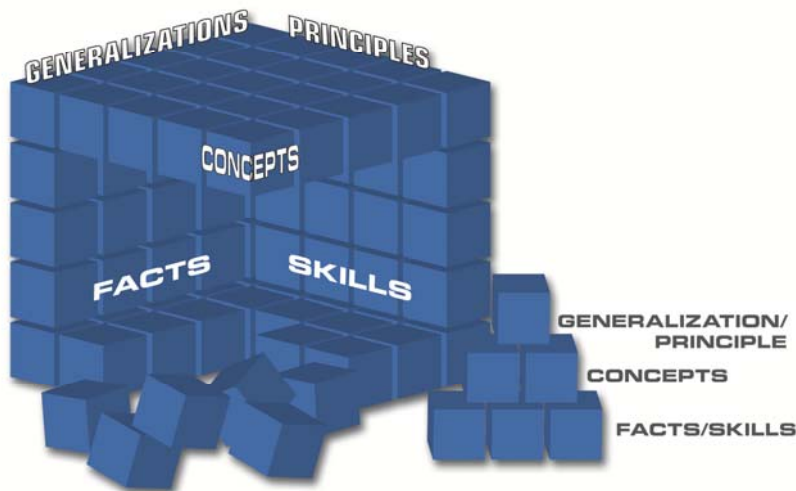 GENERALIZATIONS
PRINCIPLES
CONCEPTS
FACTS
SKILLS
GENERALIZATION/
PRINCIPLE
CONCEPTS
FACTS/SKILLS